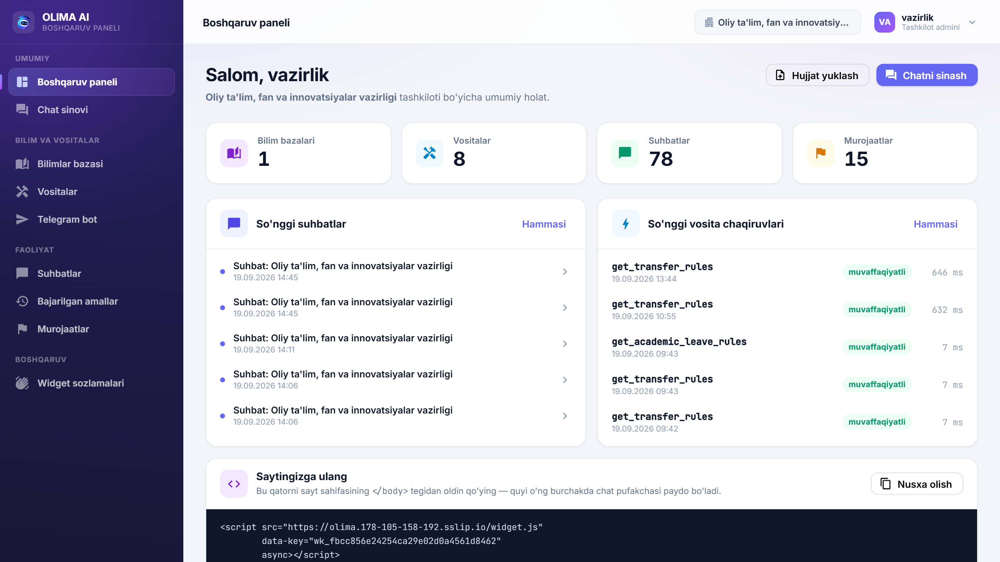 OLIMA AI
BOSHQARUV PANELI
UMUMIY
Boshqaruv paneli
Chat sinovi
BILIM VA VOSITALAR
Bilimlar bazasi
Vositalar
Telegram bot
FAOLIYAT
Suhbatlar
Bajarilgan amallar
Murojaatlar
BOSHQARUV
Widget sozlamalari
Boshqaruv paneli
Oliy ta'lim, fan va innovatsiy...
VA
vazirlik
Tashkilot admini
Salom, vazirlik
Oliy ta'lim, fan va innovatsiyalar vazirligi tashkiloti bo'yicha umumiy holat.
Hujjat yuklash
Chatni sinash
Bilim bazalari
1
Vositalar
8
Suhbatlar
78
Murojaatlar
15
So'nggi suhbatlar
Hammasi
Suhbat: Oliy ta'lim, fan va innovatsiyalar vazirligi
19.09.2026 14:45
Suhbat: Oliy ta'lim, fan va innovatsiyalar vazirligi
19.09.2026 14:45
Suhbat: Oliy ta'lim, fan va innovatsiyalar vazirligi
19.09.2026 14:11
Suhbat: Oliy ta'lim, fan va innovatsiyalar vazirligi
19.09.2026 14:06
Suhbat: Oliy ta'lim, fan va innovatsiyalar vazirligi
19.09.2026 14:06
So'nggi vosita chaqiruvlari
Hammasi
get_transfer_rules
19.09.2026 13:44
muvaffaqiyatli
646 ms
get_transfer_rules
19.09.2026 10:55
muvaffaqiyatli
632 ms
get_academic_leave_rules
19.09.2026 09:43
muvaffaqiyatli
7 ms
get_transfer_rules
19.09.2026 09:43
muvaffaqiyatli
7 ms
get_transfer_rules
19.09.2026 09:42
muvaffaqiyatli
7 ms
Saytingizga ulang
Bu qatorni sayt sahifasining </body> tegidan oldin qo'ying — quyi o'ng burchakda chat pufakchasi paydo bo'ladi.
Nusxa olish
<script src="https://olima.178-105-158-192.sslip.io/widget.js"
data-key="wk_fbcc856e24254ca29e02d0a4561d8462"
async></script>